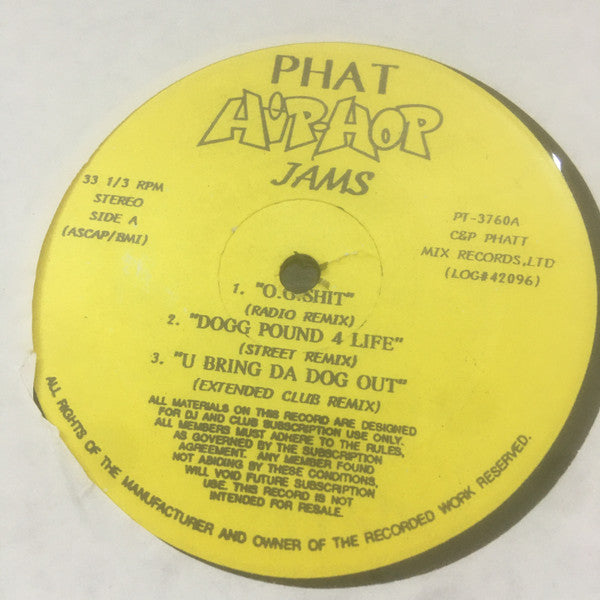 PHAT
HIP-HOP
JAMS
33 1/3 RPM
STEREO
SIDE A
(ASCAP/BMI)
PT-3760A
C&P PHATT
MIX RECORDS,LTD
(LOG#42096)
1. "O.G.SHIT"
(RADIO REMIX)
2. "DOGG POUND 4 LIFE"
(STREET REMIX)
3. "U BRING DA DOG OUT"
(EXTENDED CLUB REMIX)
ALL MATERIALS ON THIS RECORD ARE DESIGNED
FOR DJ AND CLUB SUBSCRIPTION USE ONLY.
ALL MEMBERS MUST ADHERE TO THE RULES,
AS GOVERNED BY THE SUBSCRIPTION
AGREEMENT. ANY MEMBER FOUND
NOT ABIDING BY THESE CONDITIONS,
WILL VOID FUTURE SUBSCRIPTION
USE. THIS RECORD IS NOT
INTENDED FOR RESALE.
ALL RIGHTS OF THE MANUFACTURER AND OWNER OF THE RECORDED WORK RESERVED.